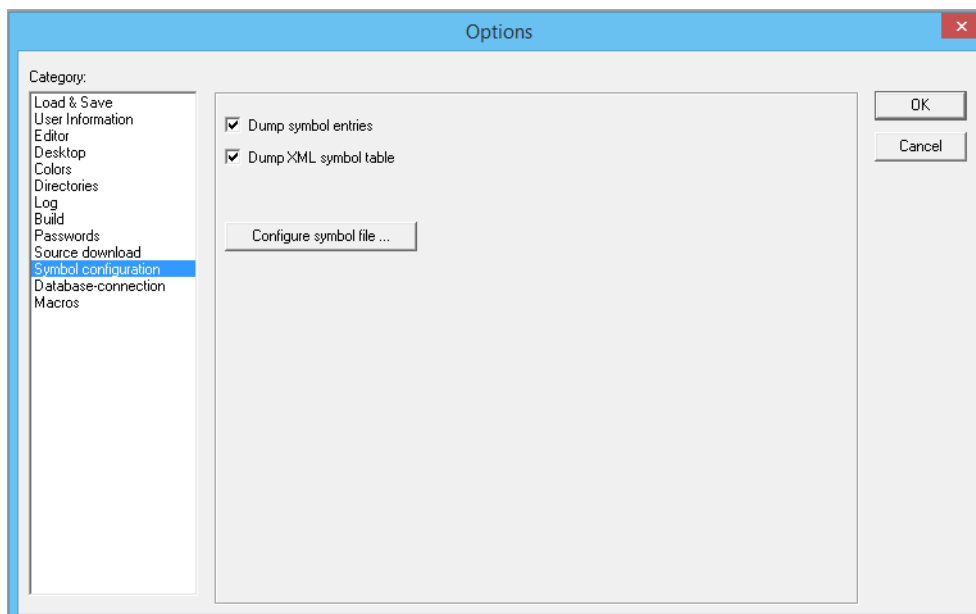 Options
Category:
Load & Save
User Information
Editor
Desktop
Colors
Directories
Log
Build
Passwords
Source download
Symbol configuration
Database-connection
Macros
Dump symbol entries
Dump XML symbol table
Configure symbol file ...
OK
Cancel